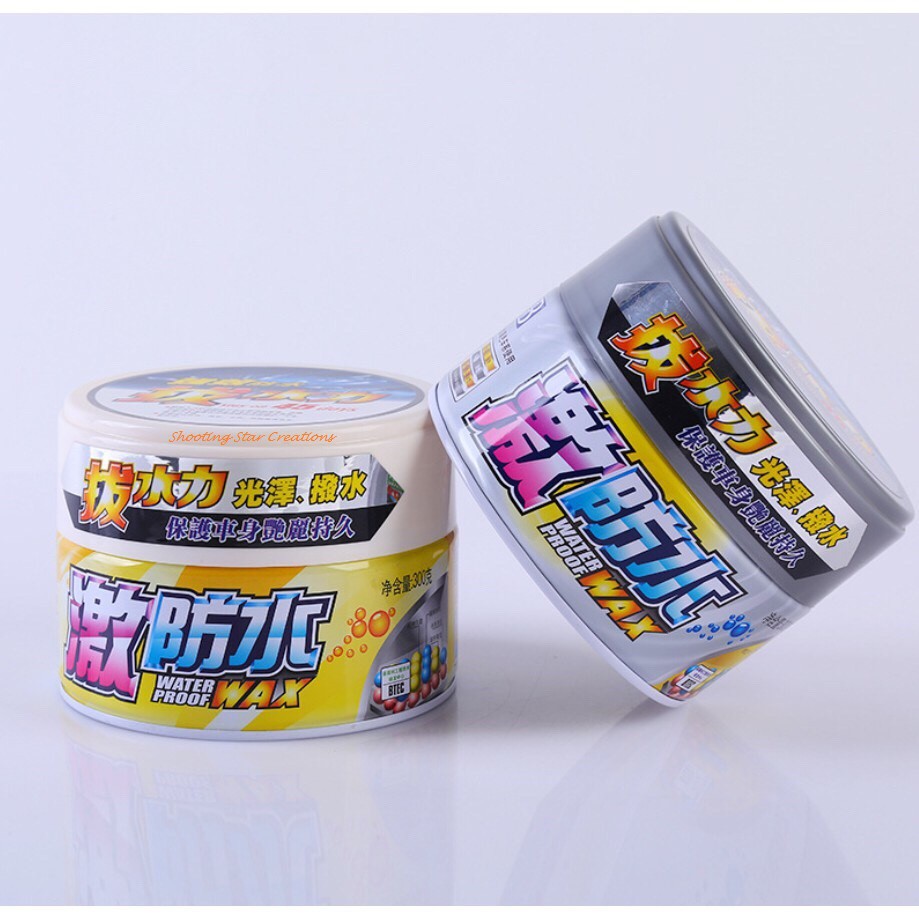 45 days
Shooting Star Creations
拔水力 光澤、撥水
保護車身艷麗持久
净含量:300克
激防水
WATER
PROOF WAX
BTEC
拔水力 光澤、撥水
保護車身艷麗持久
激防水
WATER
PROOF WAX